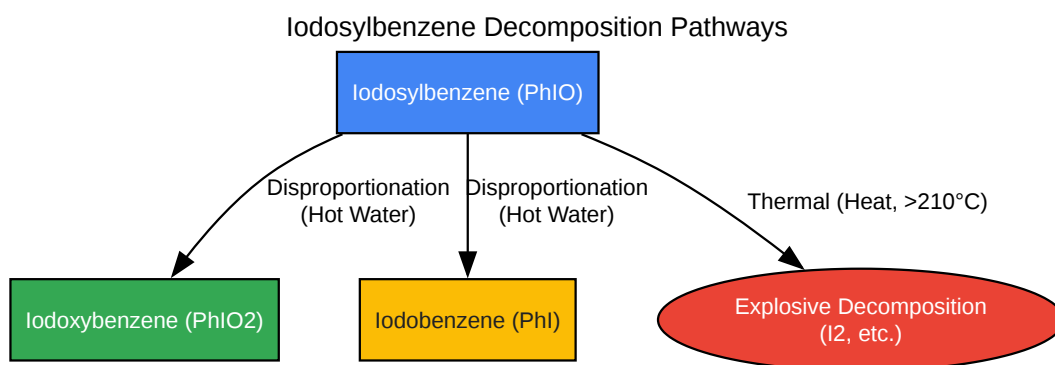 Iodosylbenzene Decomposition Pathways
Iodosylbenzene (PhIO)
Disproportionation
(Hot Water)
Disproportionation
(Hot Water)
Thermal (Heat, >210°C)
Iodoxybenzene (PhIO2)
Iodobenzene (PhI)
Explosive Decomposition
(I2, etc.)